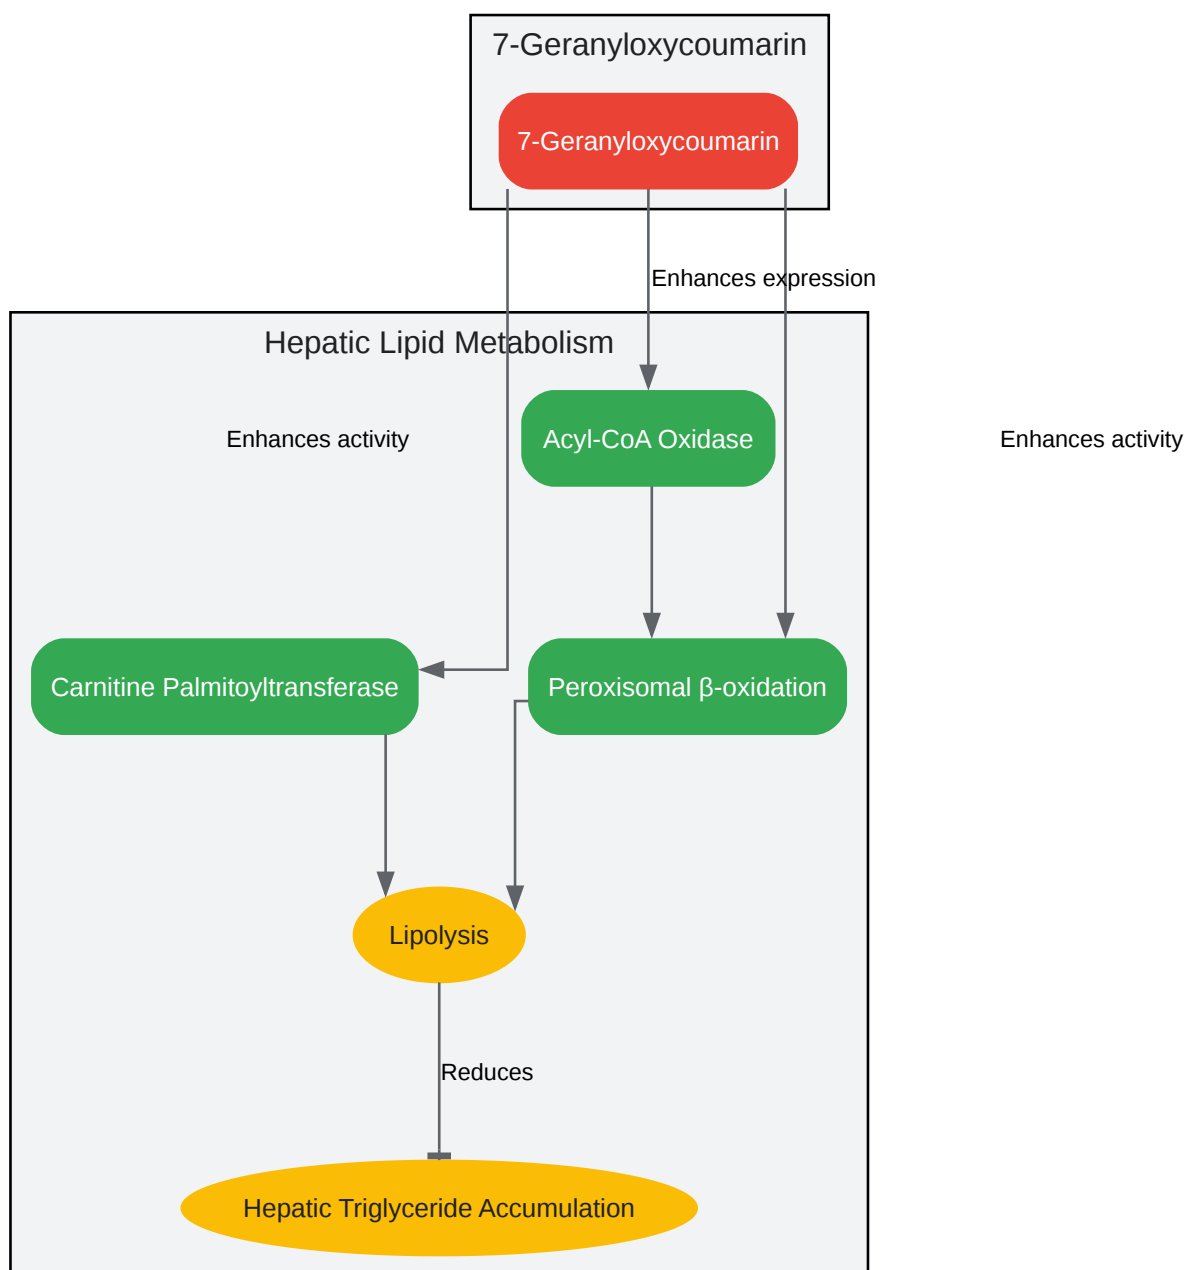 7-Geranyloxycoumarin
7-Geranyloxycoumarin
Enhances expression
Hepatic Lipid Metabolism
Enhances activity
Acyl-CoA Oxidase
Enhances activity
Carnitine Palmitoyltransferase
Peroxisomal β-oxidation
Lipolysis
Reduces
Hepatic Triglyceride Accumulation